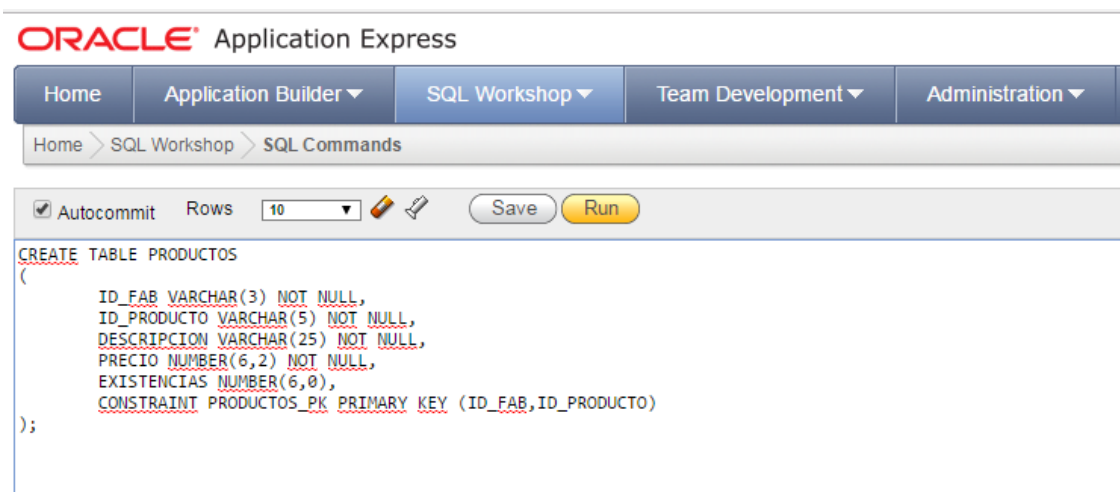 ORACLE Application Express
Home Application Builder SQL Workshop Team Development Administration
Home SQL Workshop SQL Commands
Autocommit Rows 10 Save Run
CREATE TABLE PRODUCTOS
(
ID_FAB VARCHAR(3) NOT NULL,
ID_PRODUCTO VARCHAR(5) NOT NULL,
DESCRIPCION VARCHAR(25) NOT NULL,
PRECIO NUMBER(6,2) NOT NULL,
EXISTENCIAS NUMBER(6,0),
CONSTRAINT PRODUCTOS_PK PRIMARY KEY (ID_FAB,ID_PRODUCTO)
);